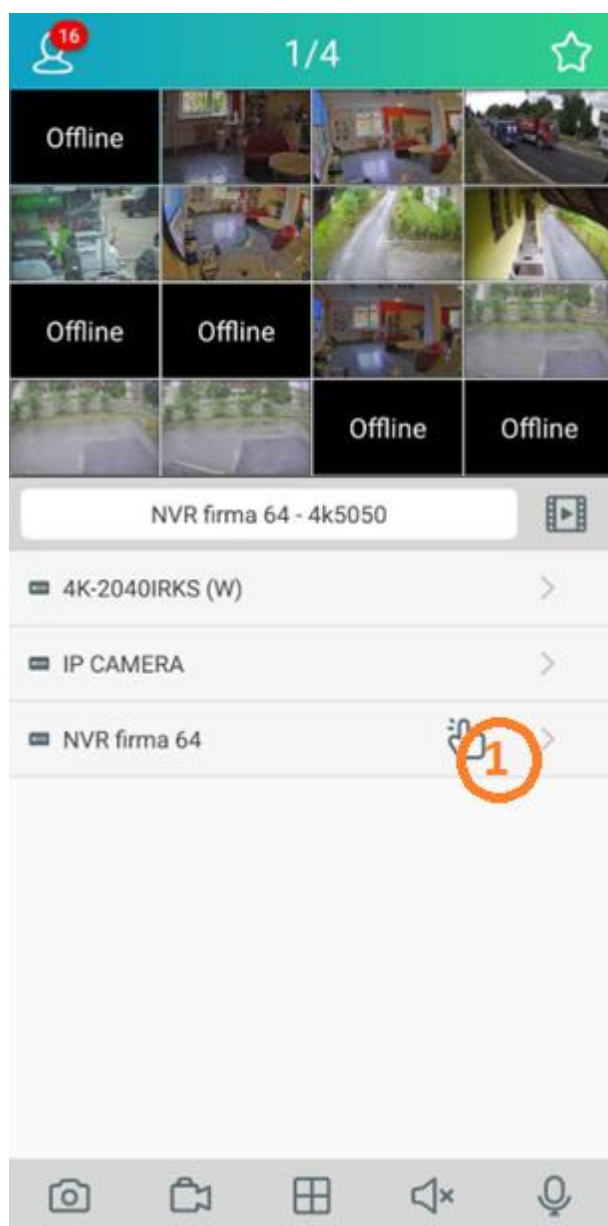 16
1/4
Offline
Offline Offline
Offline Offline
NVR firma 64 - 4k5050
4K-2040IRKS (W)
IP CAMERA
NVR firma 64
1